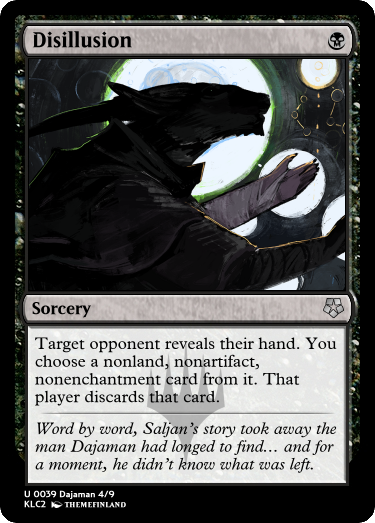 Disillusion
Sorcery
Target opponent reveals their hand. You
choose a nonland, nonartifact,
nonenchantment card from it. That
player discards that card.
Word by word, Saljan's story took away the
man Dajaman had longed to find... and for
a moment, he didn't know what was left.
U 0039 Dajaman 4/9
KLC2 THEMEFINLAND